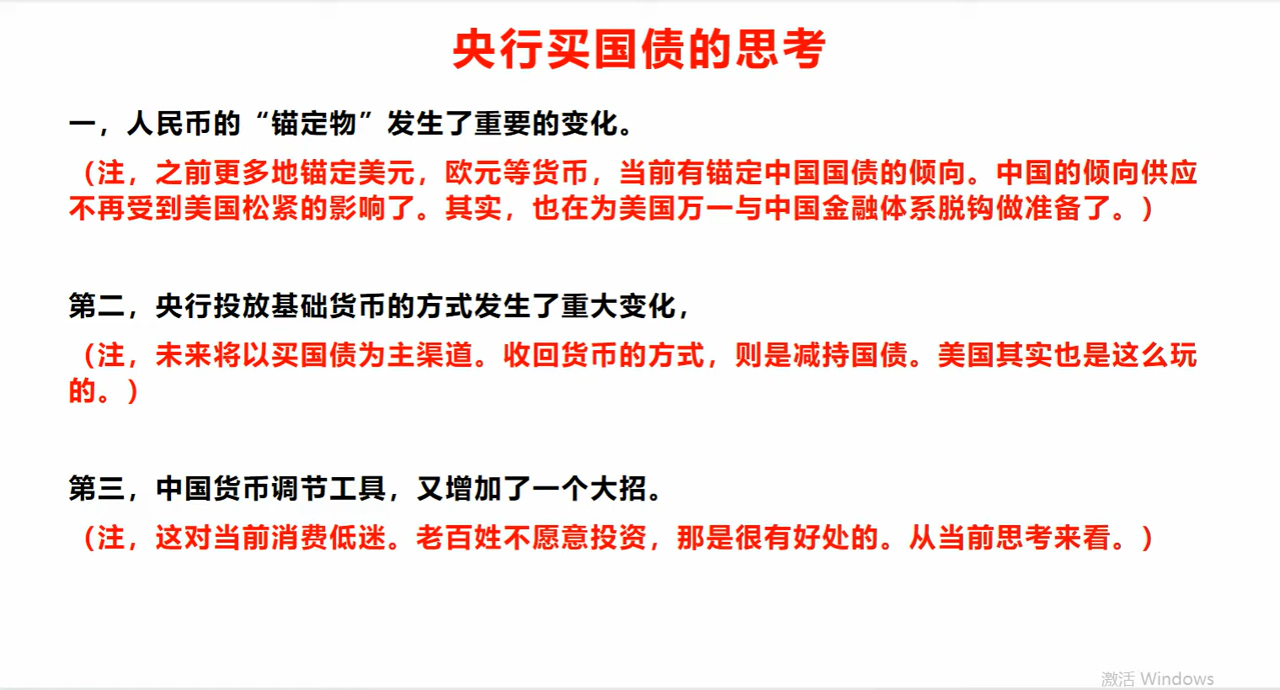 央行买国债的思考
一，人民币的“锚定物”发生了重要的变化。
（注，之前更多地锚定美元，欧元等货币，当前有锚定中国国债的倾向。中国的倾向供应
不再受到美国松紧的影响了。其实，也在为美国万一与中国金融体系脱钩做准备了。）
第二，央行投放基础货币的方式发生了重大变化，
（注，未来将以买国债为主渠道。收回货币的方式，则是减持国债。美国其实也是这么玩
的。）
第三，中国货币调节工具，又增加了一个大招。
（注，这对当前消费低迷。老百姓不愿意投资，那是很有好处的。从当前思考来看。）
激活 Windows